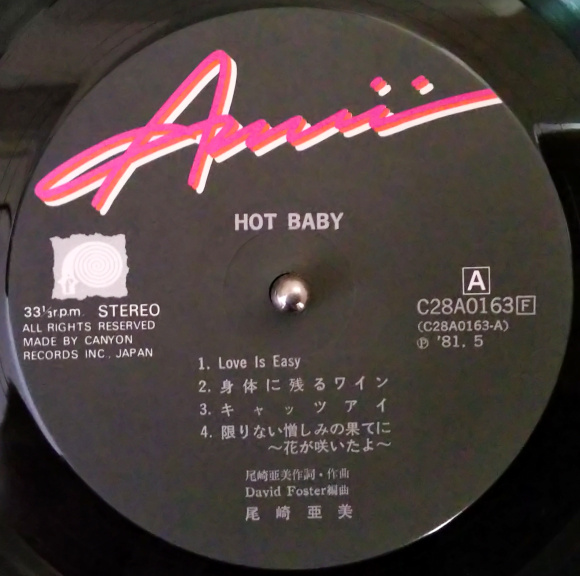 Amii
HOT BABY
33⅓r.p.m. STEREO
ALL RIGHTS RESERVED
MADE BY CANYON
RECORDS INC. JAPAN
A
C28A0163 F
(C28A0163-A)
Ⓟ '81. 5
1. Love Is Easy
2. 身体に残るワイン
3. キャッツアイ
4. 限りない憎しみの果てに
〜花が咲いたよ〜
尾崎亜美作詞・作曲
David Foster編曲
尾崎亜美